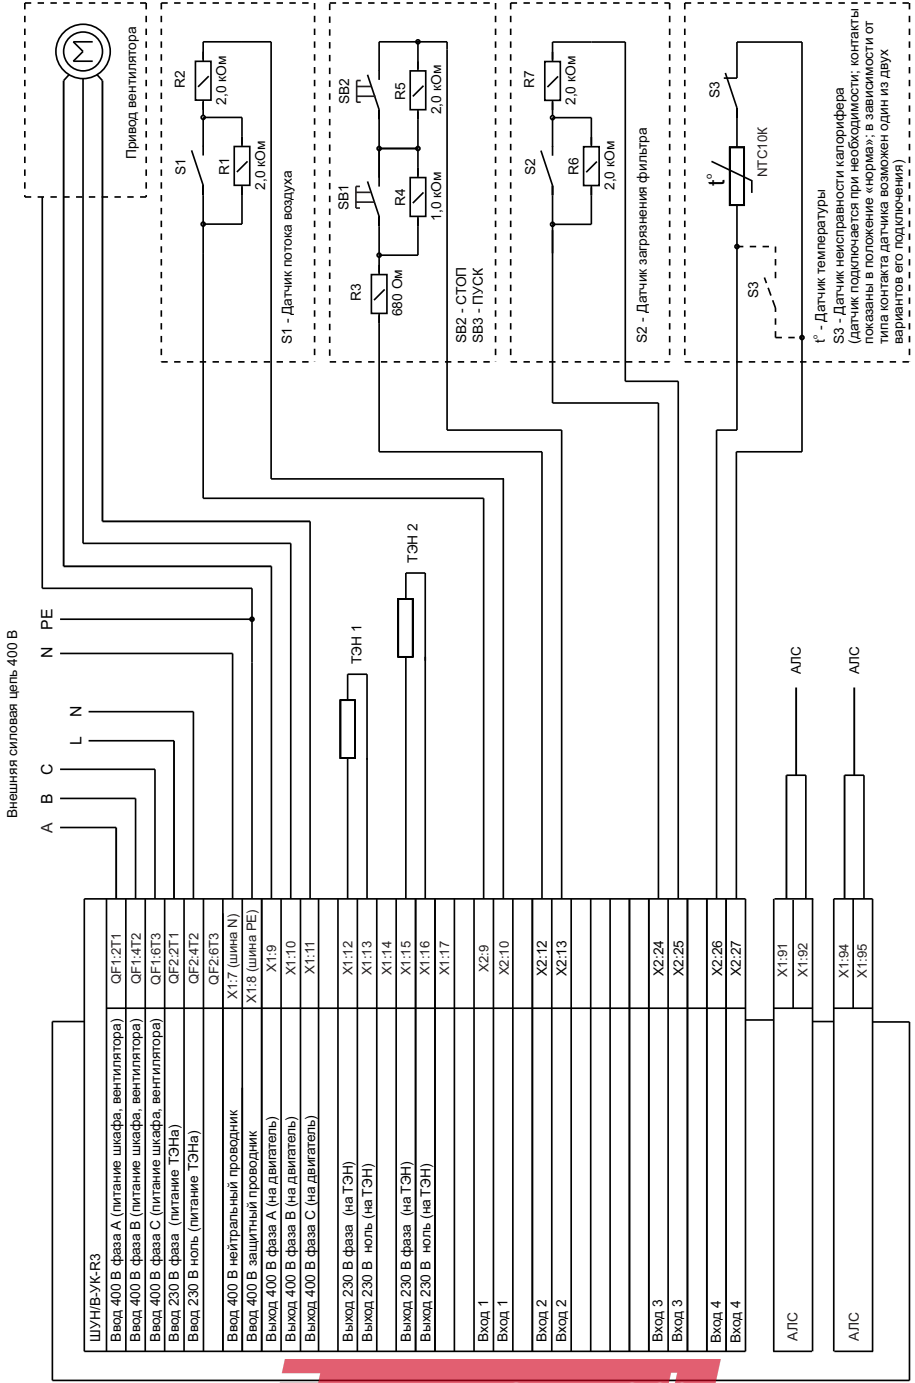 Внешняя силовая цепь 400 В
A
B
C
L
N
N
PE
M
Привод вентилятора
S1
R2
2,0 кОм
R1
2,0 кОм
S1 - Датчик потока воздуха
SB2
SB1
R5
2,0 кОм
R4
1,0 кОм
R3
680 Ом
SB2 - СТОП
SB3 - ПУСК
R7
2,0 кОм
S2
R6
2,0 кОм
S2 - Датчик загрязнения фильтра
S3
t°
NTC10K
S3
t° - Датчик температуры
S3 - Датчик неисправности калорифера
(датчик подключается при необходимости; контакты
показаны в положение «норма»; в зависимости от
типа контакта датчика возможен один из двух
вариантов его подключения)
ТЭН 1
ТЭН 2
АЛС
АЛС
ШУН/В-УК-R3
Ввод 400 В фаза А (питание шкафа, вентилятора) QF1:2T1
Ввод 400 В фаза В (питание шкафа, вентилятора) QF1:4T2
Ввод 400 В фаза С (питание шкафа, вентилятора) QF1:6T3
Ввод 230 В фаза (питание ТЭНа) QF2:2T1
Ввод 230 В ноль (питание ТЭНа) QF2:4T2
QF2:6T3
Ввод 400 В нейтральный проводник X1:7 (шина N)
Ввод 400 В защитный проводник X1:8 (шина PE)
Выход 400 В фаза А (на двигатель) X1:9
Выход 400 В фаза В (на двигатель) X1:10
Выход 400 В фаза С (на двигатель) X1:11
Выход 230 В фаза (на ТЭН) X1:12
Выход 230 В ноль (на ТЭН) X1:13
X1:14
Выход 230 В фаза (на ТЭН) X1:15
Выход 230 В ноль (на ТЭН) X1:16
X1:17
Вход 1 X2:9
Вход 1 X2:10
Вход 2 X2:12
Вход 2 X2:13
Вход 3 X2:24
Вход 3 X2:25
Вход 4 X2:26
Вход 4 X2:27
АЛС X1:91
X1:92
АЛС X1:94
X1:95